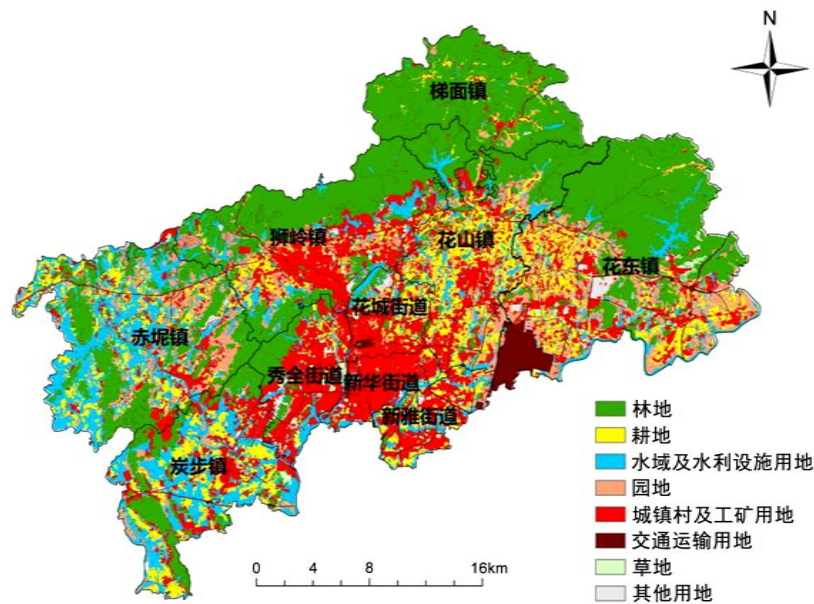 N
梯面镇
狮岭镇
花山镇
花东镇
花城街道
赤坭镇
秀全街道
新华街道
新雅街道
炭步镇
林地
耕地
水域及水利设施用地
园地
城镇村及工矿用地
交通运输用地
草地
其他用地
0 4 8 16km